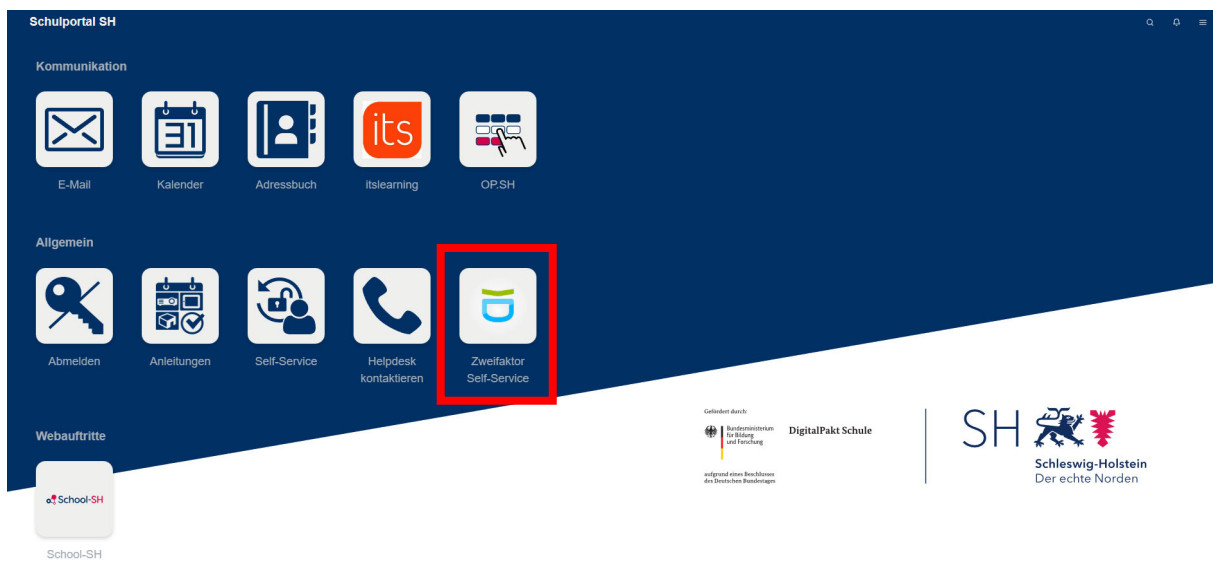 Schulportal SH
Kommunikation
31
its
E-Mail
Kalender
Adressbuch
itslearning
OP.SH
Allgemein
Abmelden
Anleitungen
Self-Service
Helpdesk
kontaktieren
Zweifaktor
Self-Service
Webauftritte
School-SH
School-SH
Gefördert durch:
Bundesministerium
für Bildung
und Forschung
DigitalPakt Schule
aufgrund eines Beschlusses
des Deutschen Bundestages
SH
Schleswig-Holstein
Der echte Norden